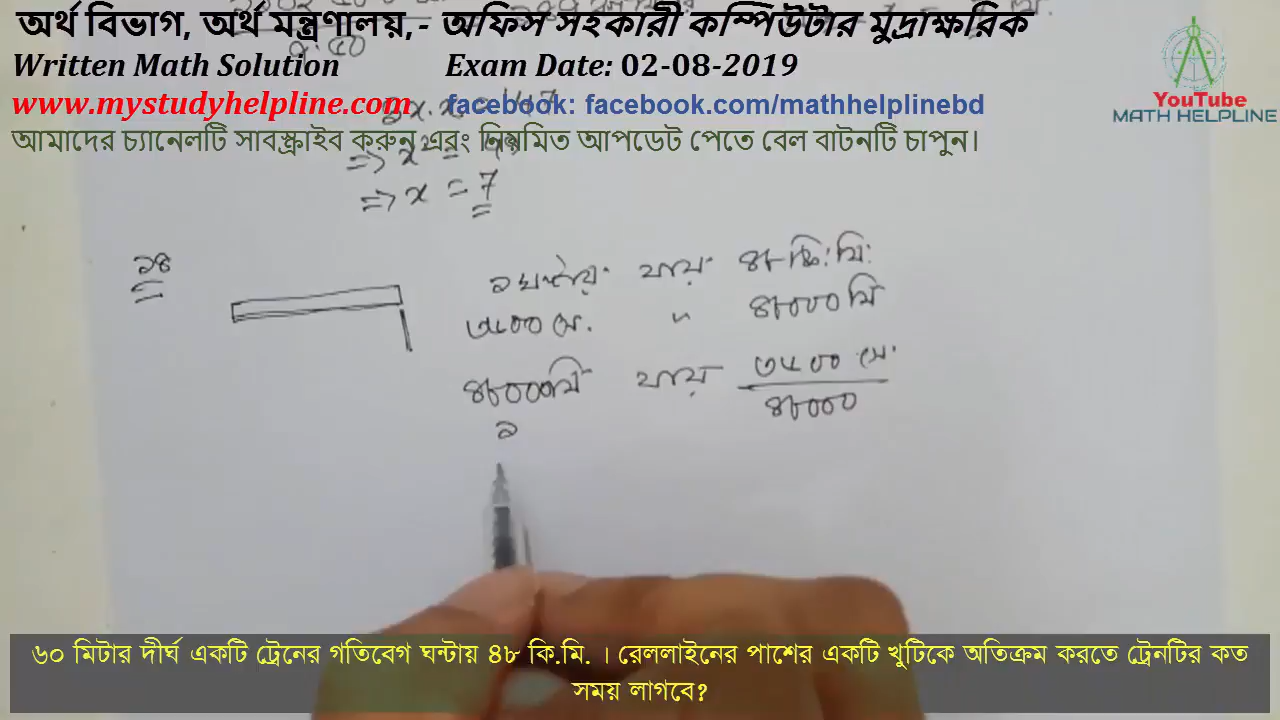 অর্থ বিভাগ, অর্থ মন্ত্রণালয়,- অফিস সহকারী কম্পিউটার মুদ্রাক্ষরিক
Written Math Solution Exam Date: 02-08-2019
www.mystudyhelpline.com facebook: facebook.com/mathhelplinebd
YouTube
MATH HELPLINE
আমাদের চ্যানেলটি সাবস্ক্রাইব করুন এবং নিয়মিত আপডেট পেতে বেল বাটনটি চাপুন।
=> x² =
=> x = 7
১৪
১ ঘন্টায় যায় ৪৮ কি:মি:
৩৬০০ সে. " ৪৮০০০ মি
৪৮০০০মি যায় ৩৬০০ সে.
৪৮০০০
১
৬০ মিটার দীর্ঘ একটি ট্রেনের গতিবেগ ঘন্টায় ৪৮ কি.মি. । রেললাইনের পাশের একটি খুটিকে অতিক্রম করতে ট্রেনটির কত
সময় লাগবে?